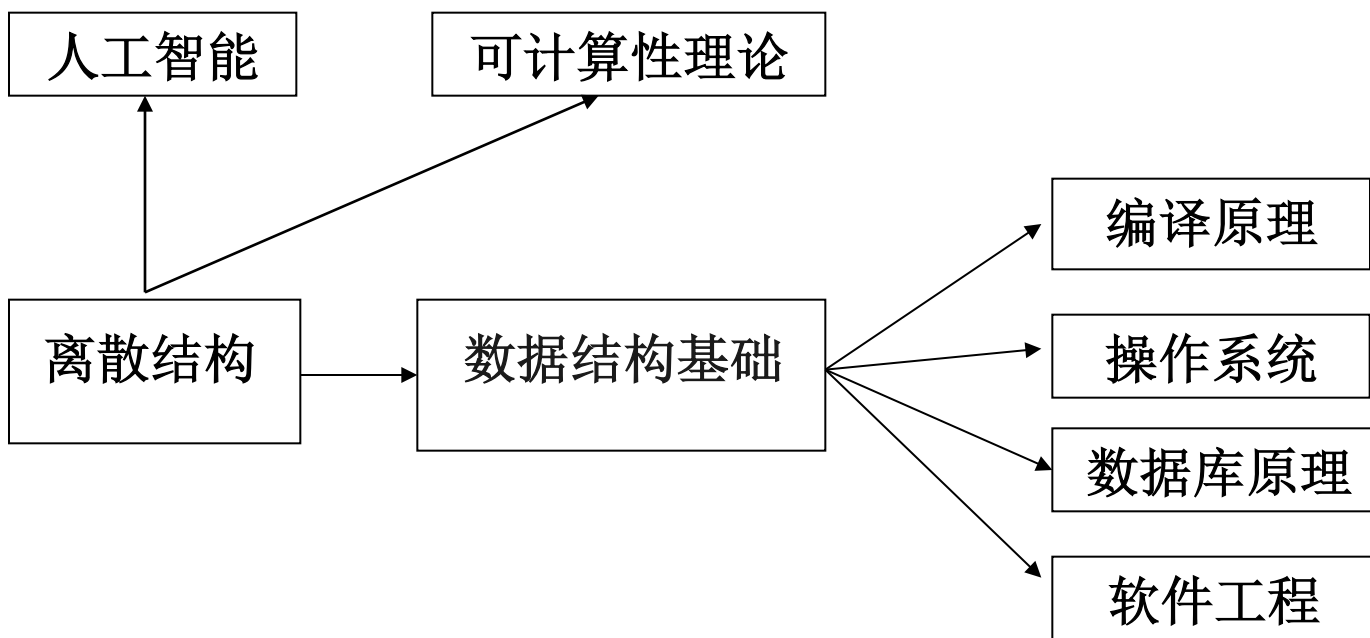 人工智能
可计算性理论
编译原理
离散结构
数据结构基础
操作系统
数据库原理
软件工程